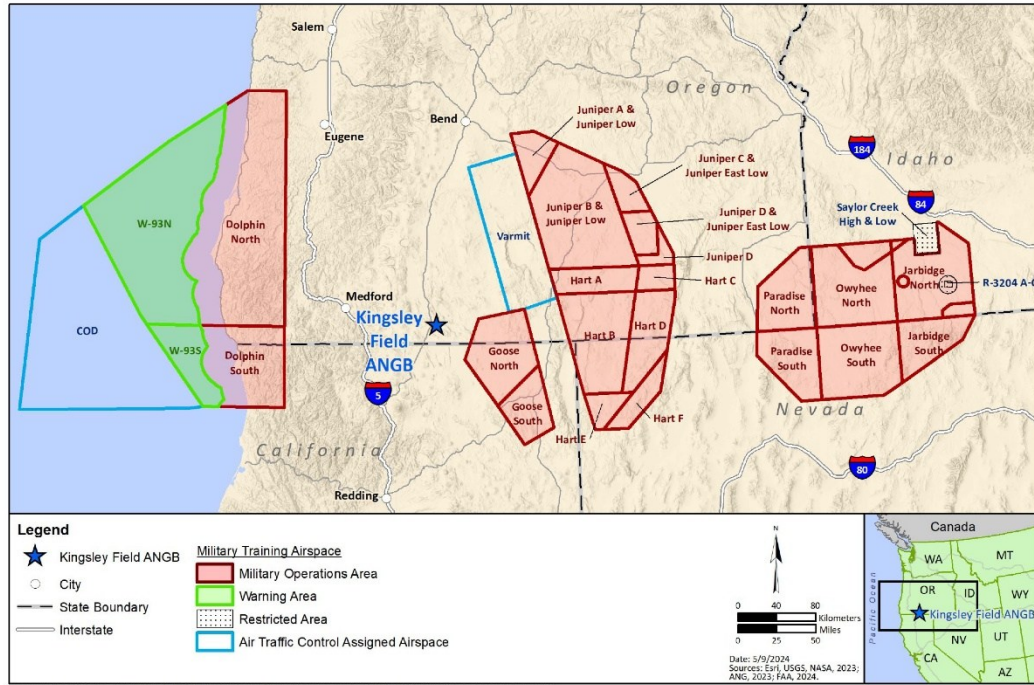 Salem
Eugene
Bend
Oregon
Juniper A &
Juniper Low
Juniper C &
Juniper East Low
Juniper B &
Juniper Low
Juniper D &
Juniper East Low
Juniper D
Varmit
Hart A
Hart C
Hart B
Hart D
Hart E
Hart F
184
Idaho
84
Saylor Creek
High & Low
Jarbidge
North
R-3204 A-C
Owyhee
North
Paradise
North
Paradise
South
Owyhee
South
Jarbidge
South
Nevada
80
W-93N
Dolphin
North
COD
W-93S
Dolphin
South
Medford
Kingsley
Field
ANGB
5
Goose
North
Goose
South
California
Redding
Legend
Kingsley Field ANGB
City
State Boundary
Interstate
Military Training Airspace
Military Operations Area
Warning Area
Restricted Area
Air Traffic Control Assigned Airspace
N
0 40 80
Kilometers
Miles
0 25 50
Date: 5/9/2024
Sources: Esri, USGS, NASA, 2023;
ANG, 2023; FAA, 2024.
Canada
WA
MT
OR
ID
WY
Kingsley Field ANGB
Pacific Ocean
NV
UT
CA
AZ